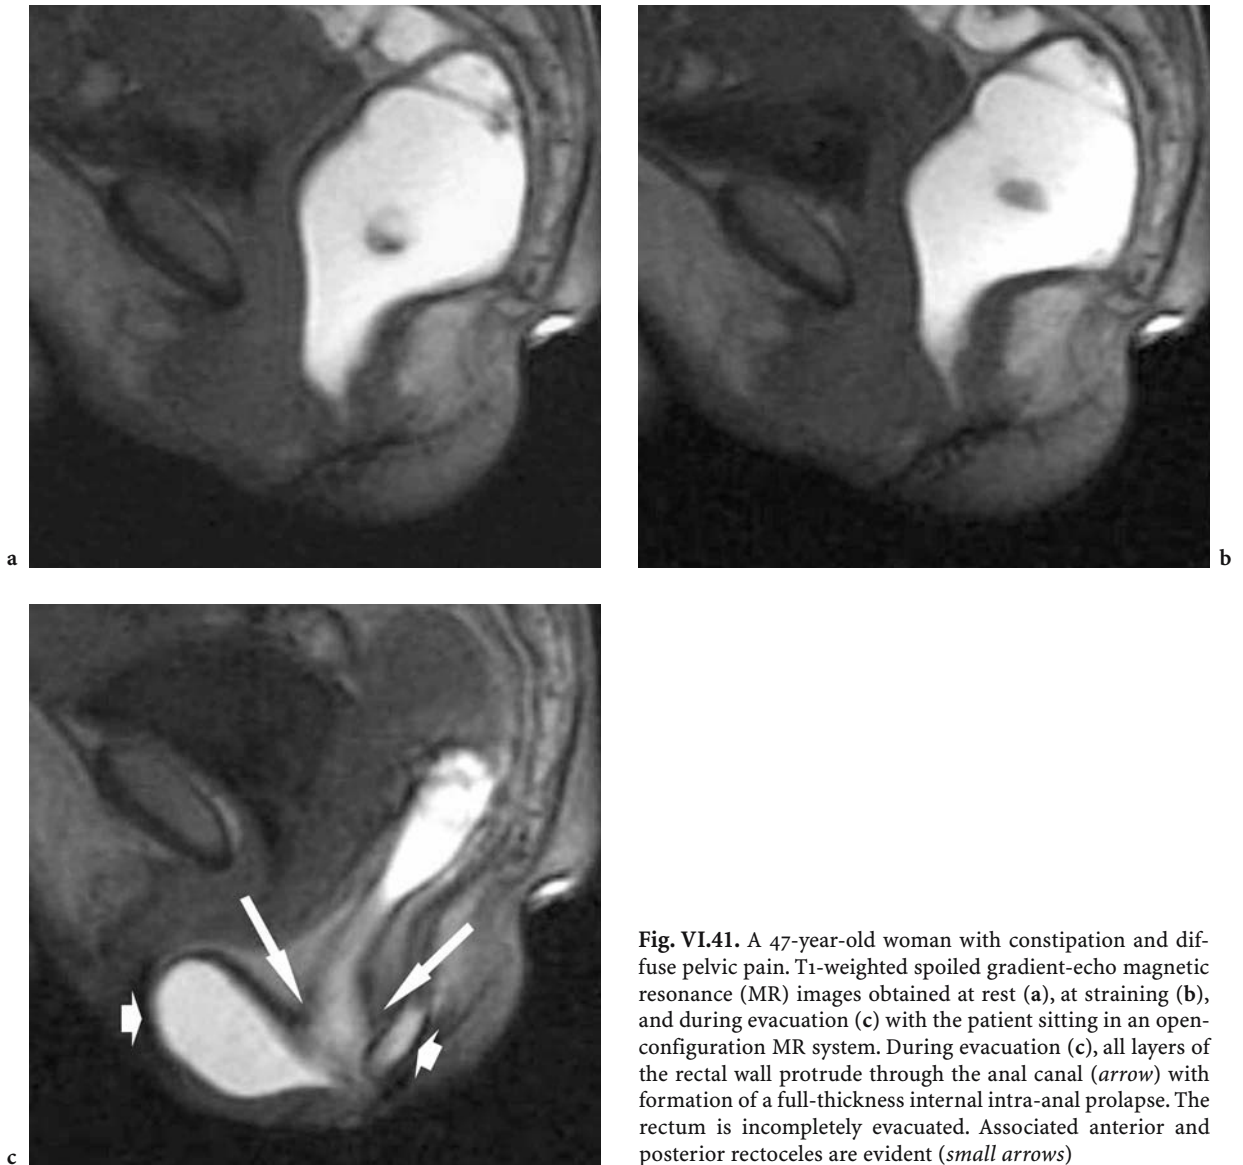 a
b
c
Fig. VI.41. A 47-year-old woman with constipation and dif-
fuse pelvic pain. T1-weighted spoiled gradient-echo magnetic
resonance (MR) images obtained at rest (a), at straining (b),
and during evacuation (c) with the patient sitting in an open-
configuration MR system. During evacuation (c), all layers of
the rectal wall protrude through the anal canal (arrow) with
formation of a full-thickness internal intra-anal prolapse. The
rectum is incompletely evacuated. Associated anterior and
posterior rectoceles are evident (small arrows)